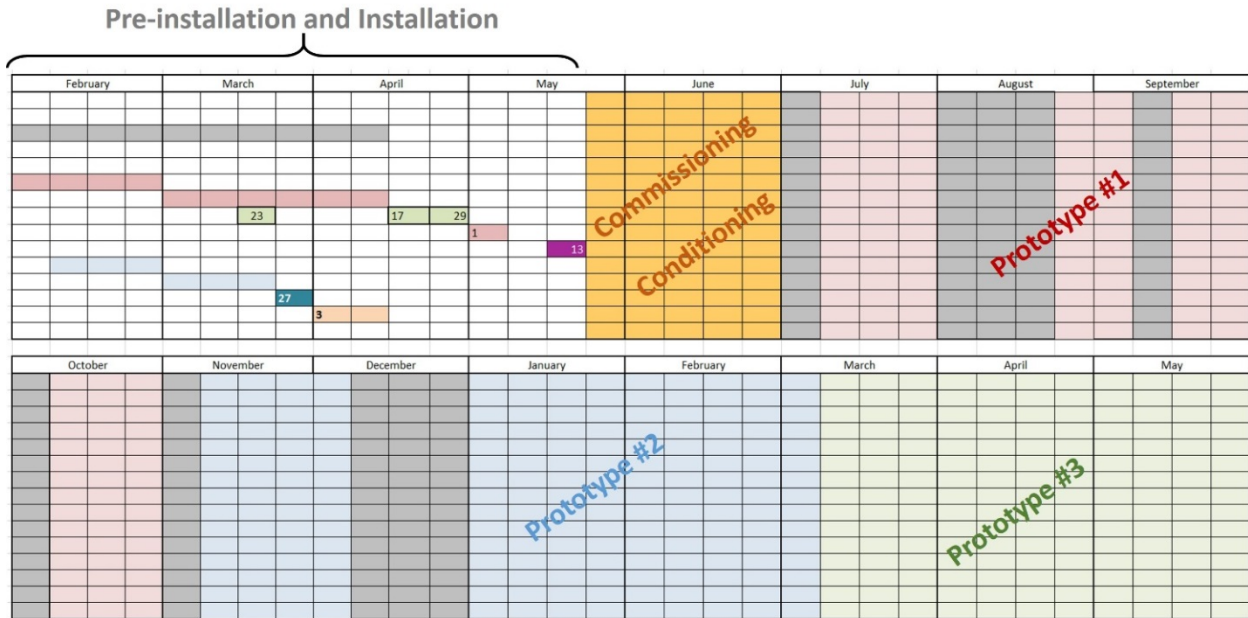 Pre-installation and Installation
February March April May June July August September
23 17 29
1
13
27
3
Commissioning
Conditioning
Prototype #1
October November December January February March April May
Prototype #2
Prototype #3